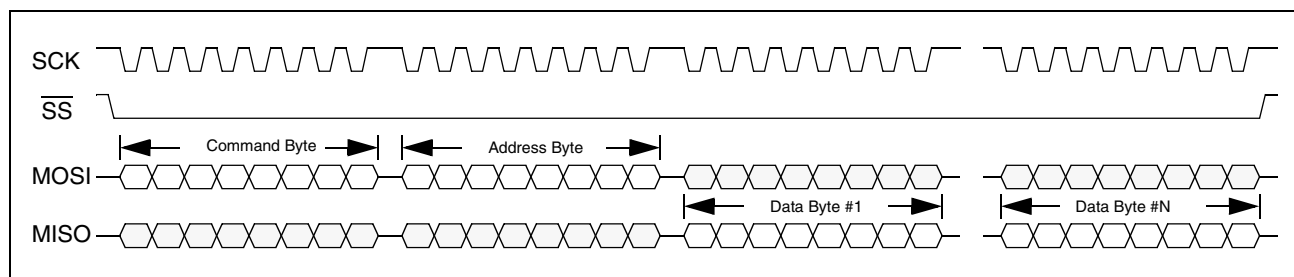 SCK
SS
Command Byte
Address Byte
MOSI
Data Byte #1
Data Byte #N
MISO